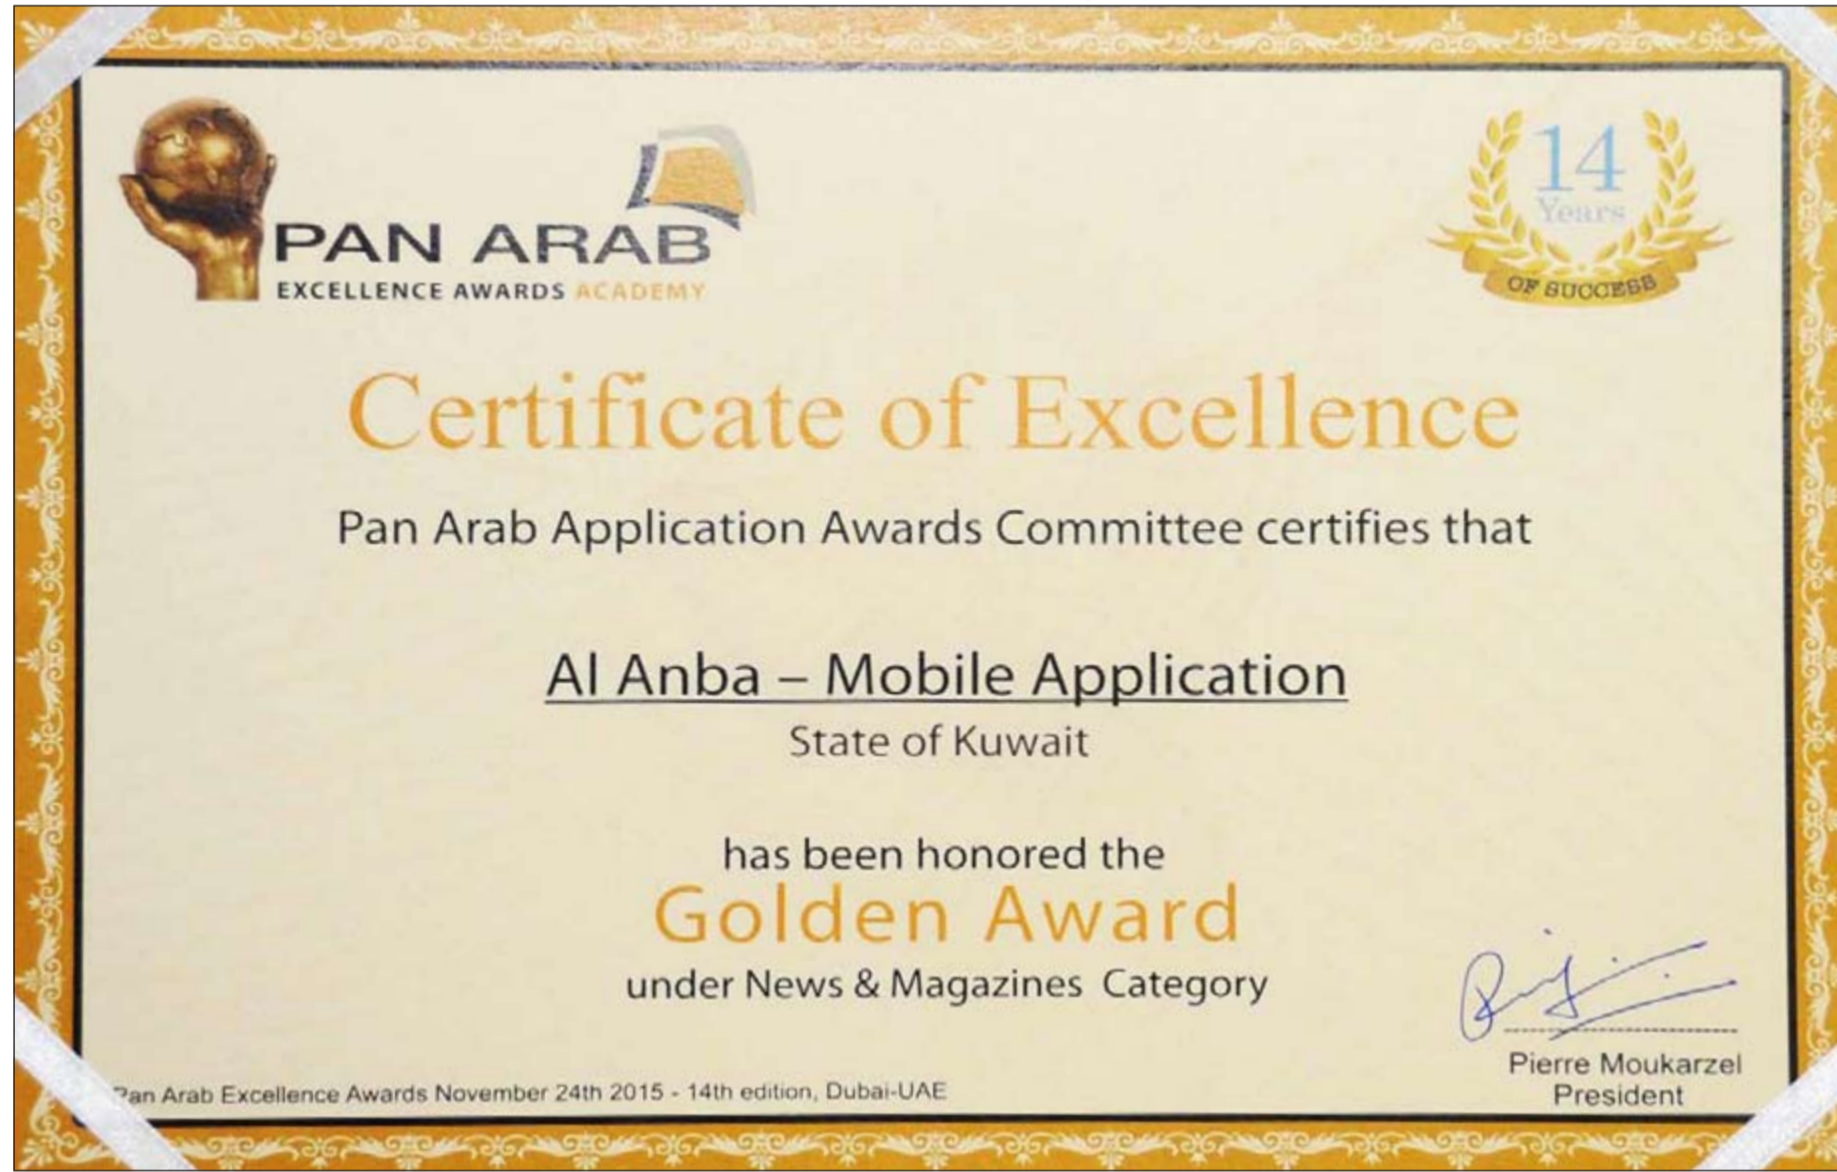 PAN ARAB
EXCELLENCE AWARDS ACADEMY
14
Years
OF SUCCESS
Certificate of Excellence
Pan Arab Application Awards Committee certifies that
Al Anba – Mobile Application
State of Kuwait
has been honored the
Golden Award
under News & Magazines Category
Pierre Moukarzel
President
Pan Arab Excellence Awards November 24th 2015 - 14th edition, Dubai-UAE